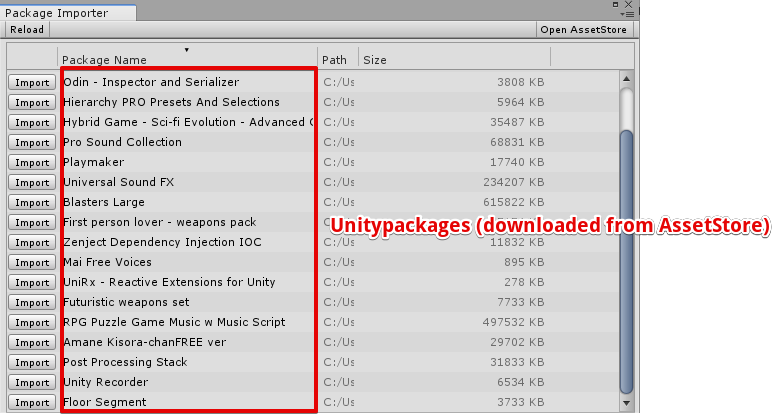 Package Importer
Reload Open AssetStore
Package Name Path Size
Import Odin - Inspector and Serializer C:/Us 3808 KB
Import Hierarchy PRO Presets And Selections C:/Us 5964 KB
Import Hybrid Game - Sci-fi Evolution - Advanced C:/Us 35487 KB
Import Pro Sound Collection C:/Us 68831 KB
Import Playmaker C:/Us 17740 KB
Import Universal Sound FX C:/Us 234207 KB
Import Blasters Large C:/Us 615822 KB
Import First person lover - weapons pack
Unitypackages (downloaded from AssetStore)
Import Zenject Dependency Injection IOC C:/Us 11832 KB
Import Mai Free Voices C:/Us 895 KB
Import UniRx - Reactive Extensions for Unity C:/Us 278 KB
Import Futuristic weapons set C:/Us 7733 KB
Import RPG Puzzle Game Music w Music Script C:/Us 497532 KB
Import Amane Kisora-chanFREE ver C:/Us 29702 KB
Import Post Processing Stack C:/Us 31833 KB
Import Unity Recorder C:/Us 6534 KB
Import Floor Segment C:/Us 3733 KB